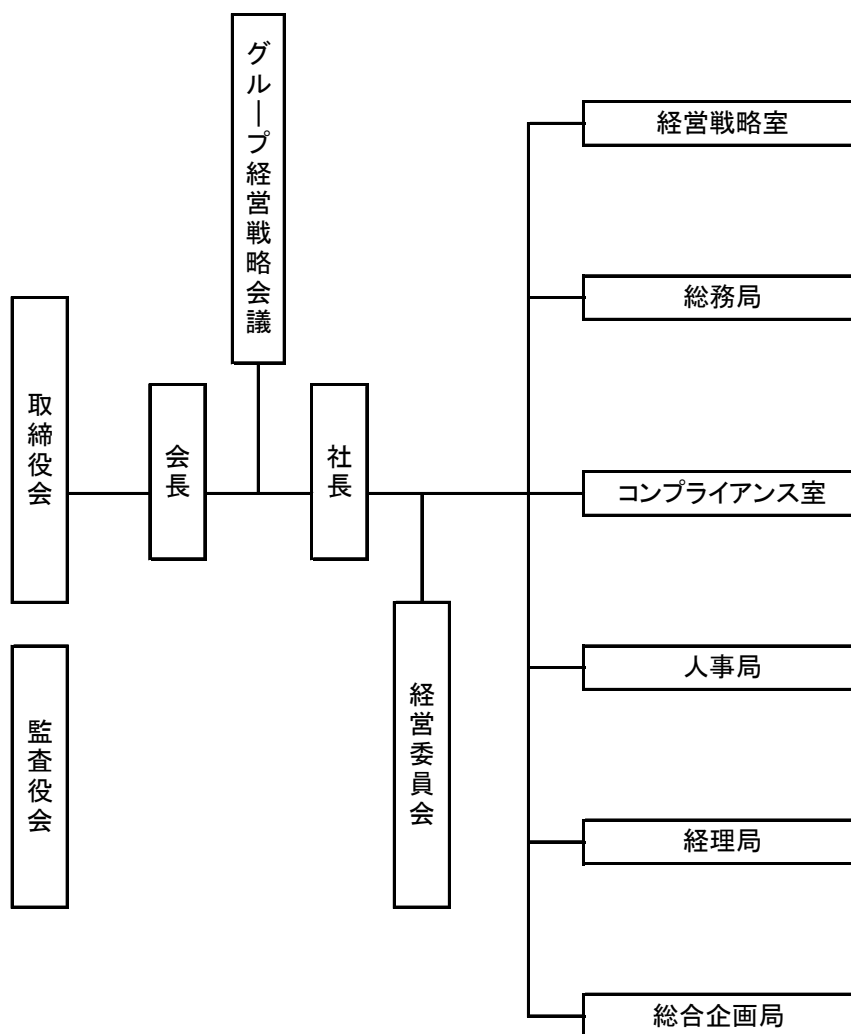 グループ経営戦略会議
経営戦略室
総務局
取締役会
会長
社長
コンプライアンス室
経営委員会
人事局
監査役会
経理局
総合企画局